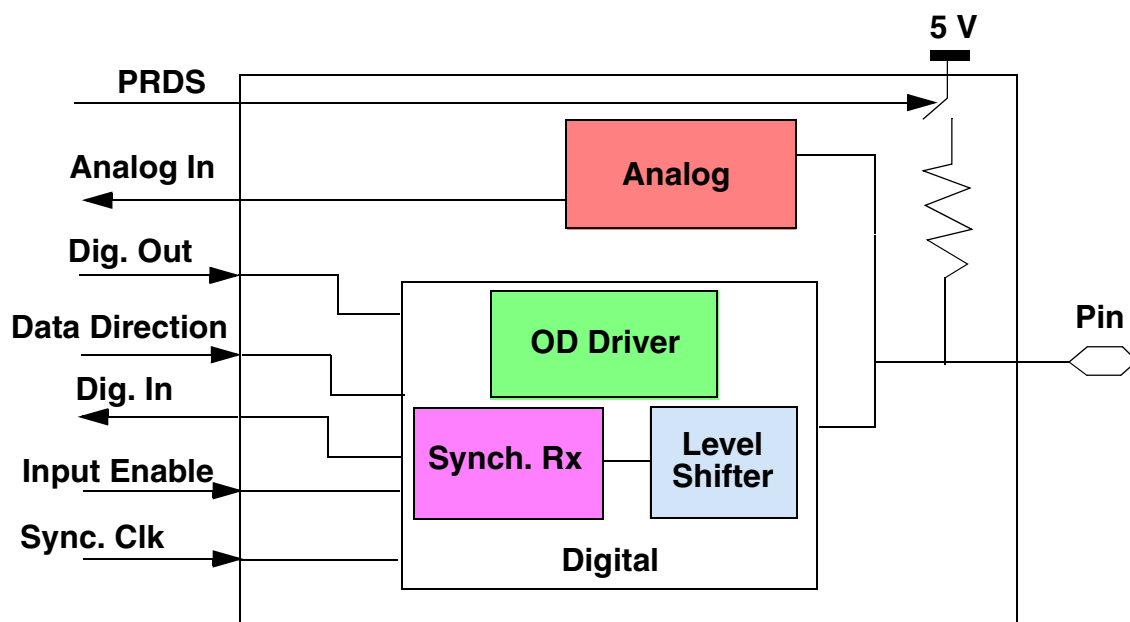 5 V
PRDS
Analog In
Analog
Dig. Out
OD Driver
Data Direction
Pin
Dig. In
Synch. Rx
Level
Shifter
Input Enable
Sync. Clk
Digital